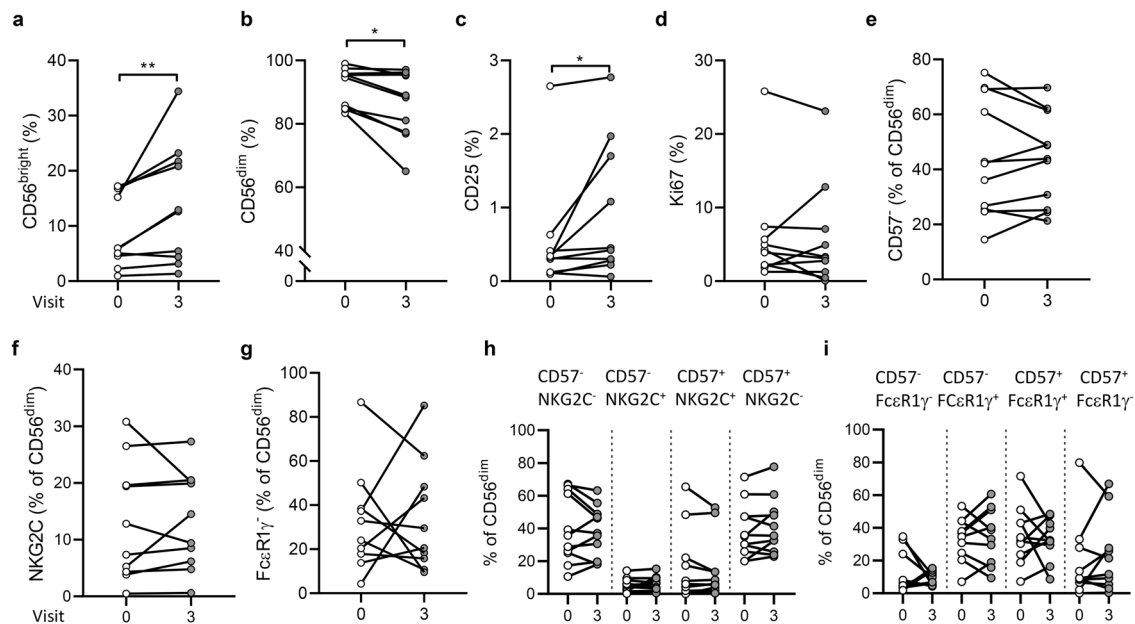 a
CD56bright (%)
40
30
20
10
0
**
Visit
0
3
b
CD56dim (%)
100
80
60
40
0
*
0
3
c
CD25 (%)
3
2
1
0
*
0
3
d
Ki67 (%)
30
20
10
0
0
3
e
CD57- (% of CD56dim)
80
60
40
20
0
0
3
f
NKG2C (% of CD56dim)
40
30
20
10
0
Visit
0
3
g
FcεR1γ- (% of CD56dim)
100
80
60
40
20
0
0
3
h
CD57-
NKG2C-
CD57-
NKG2C+
CD57+
NKG2C+
CD57+
NKG2C-
% of CD56dim
100
80
60
40
20
0
0 3 0 3 0 3 0 3
i
CD57-
FcεR1γ-
CD57-
FCεR1γ+
CD57+
FcεR1γ+
CD57+
FcεR1γ-
% of CD56dim
100
80
60
40
20
0
0 3 0 3 0 3 0 3